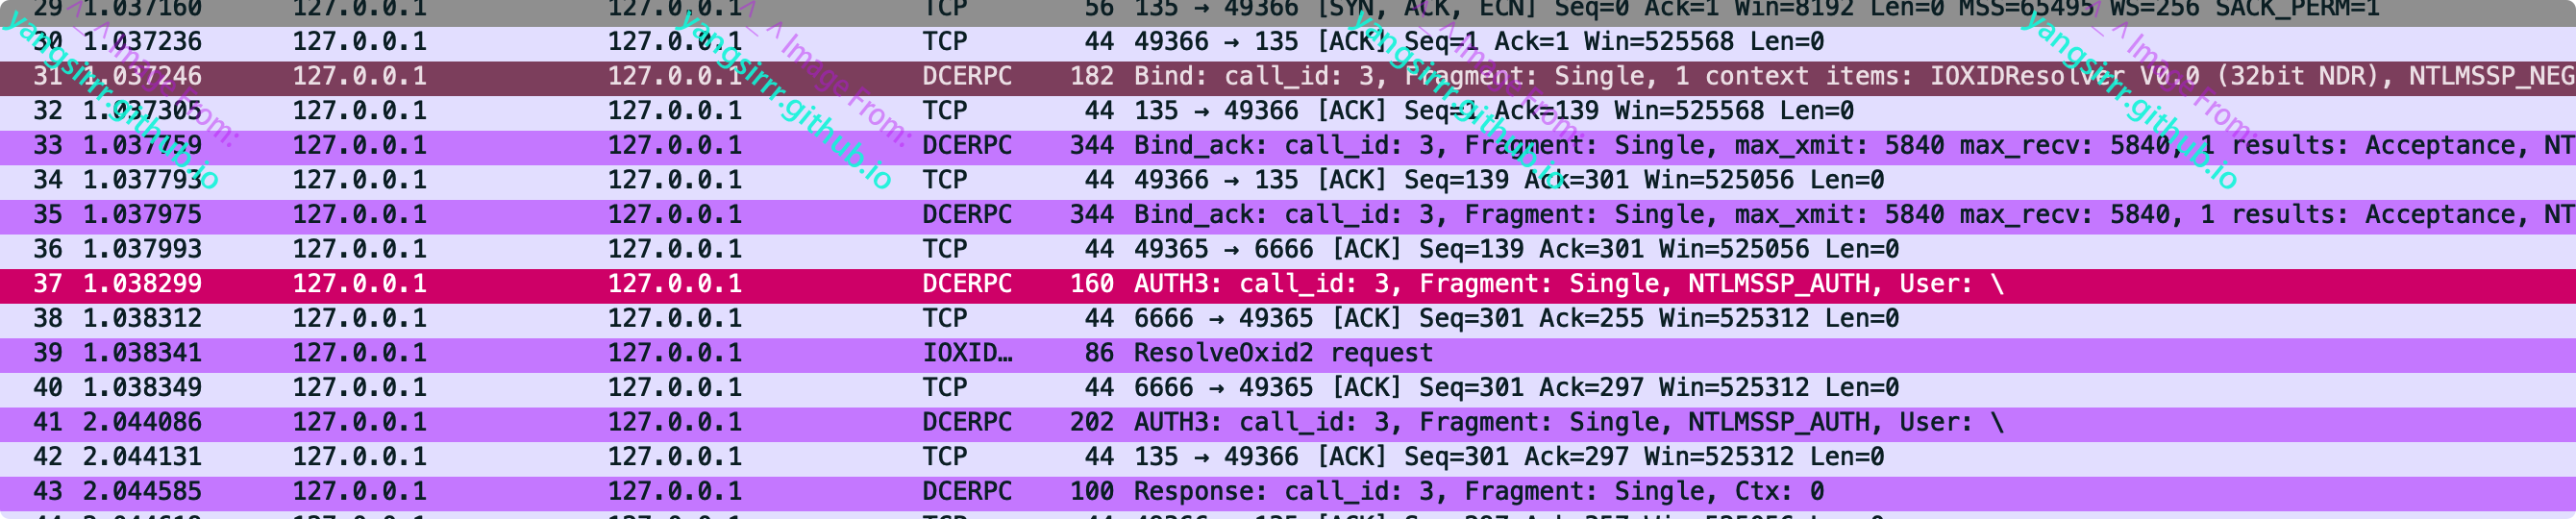 29 1.037160 127.0.0.1 127.0.0.1 TCP 56 135 → 49366 [SYN, ACK, ECN] Seq=0 Ack=1 Win=8192 Len=0 MSS=65495 WS=256 SACK_PERM=1
30 1.037236 127.0.0.1 127.0.0.1 TCP 44 49366 → 135 [ACK] Seq=1 Ack=1 Win=525568 Len=0
31 1.037246 127.0.0.1 127.0.0.1 DCERPC 182 Bind: call_id: 3, Fragment: Single, 1 context items: IOXIDResolver V0.0 (32bit NDR), NTLMSSP_NEG
32 1.037305 127.0.0.1 127.0.0.1 TCP 44 135 → 49366 [ACK] Seq=1 Ack=139 Win=525568 Len=0
33 1.037759 127.0.0.1 127.0.0.1 DCERPC 344 Bind_ack: call_id: 3, Fragment: Single, max_xmit: 5840 max_recv: 5840, 1 results: Acceptance, NT
34 1.037793 127.0.0.1 127.0.0.1 TCP 44 49366 → 135 [ACK] Seq=139 Ack=301 Win=525056 Len=0
35 1.037975 127.0.0.1 127.0.0.1 DCERPC 344 Bind_ack: call_id: 3, Fragment: Single, max_xmit: 5840 max_recv: 5840, 1 results: Acceptance, NT
36 1.037993 127.0.0.1 127.0.0.1 TCP 44 49365 → 6666 [ACK] Seq=139 Ack=301 Win=525056 Len=0
37 1.038299 127.0.0.1 127.0.0.1 DCERPC 160 AUTH3: call_id: 3, Fragment: Single, NTLMSSP_AUTH, User: \
38 1.038312 127.0.0.1 127.0.0.1 TCP 44 6666 → 49365 [ACK] Seq=301 Ack=255 Win=525312 Len=0
39 1.038341 127.0.0.1 127.0.0.1 IOXID… 86 ResolveOxid2 request
40 1.038349 127.0.0.1 127.0.0.1 TCP 44 6666 → 49365 [ACK] Seq=301 Ack=297 Win=525312 Len=0
41 2.044086 127.0.0.1 127.0.0.1 DCERPC 202 AUTH3: call_id: 3, Fragment: Single, NTLMSSP_AUTH, User: \
42 2.044131 127.0.0.1 127.0.0.1 TCP 44 135 → 49366 [ACK] Seq=301 Ack=297 Win=525312 Len=0
43 2.044585 127.0.0.1 127.0.0.1 DCERPC 100 Response: call_id: 3, Fragment: Single, Ctx: 0
^_^ Image From:
yangsirrr.github.io
^_^ Image From:
yangsirrr.github.io
^_^ Image From:
yangsirrr.github.io
^_^ Image From:
yangsirrr.github.io